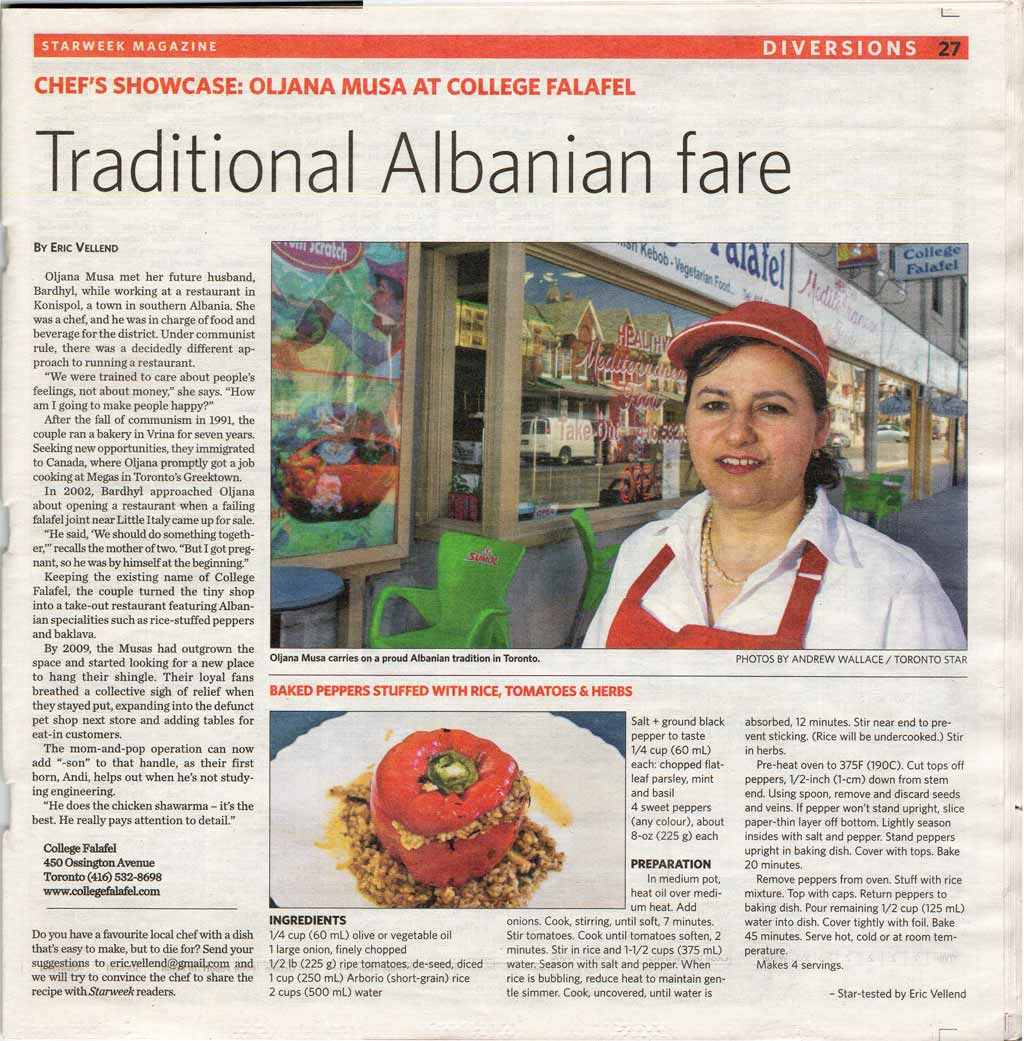 STARWEEK MAGAZINE
DIVERSIONS 27
CHEF'S SHOWCASE: OLJANA MUSA AT COLLEGE FALAFEL
Traditional Albanian fare
BY ERIC VELLEND
Oljana Musa met her future husband,
Bardhyl, while working at a restaurant in
Konispol, a town in southern Albania. She
was a chef, and he was in charge of food and
beverage for the district. Under communist
rule, there was a decidedly different ap-
proach to running a restaurant.
"We were trained to care about people's
feelings, not about money," she says. "How
am I going to make people happy?"
After the fall of communism in 1991, the
couple ran a bakery in Vrina for seven years.
Seeking new opportunities, they immigrated
to Canada, where Oljana promptly got a job
cooking at Megas in Toronto's Greektown.
In 2002, Bardhyl approached Oljana
about opening a restaurant when a failing
falafel joint near Little Italy came up for sale.
"He said, 'We should do something togeth-
er,'" recalls the mother of two. "But I got preg-
nant, so he was by himself at the beginning."
Keeping the existing name of College
Falafel, the couple turned the tiny shop
into a take-out restaurant featuring Alban-
ian specialities such as rice-stuffed peppers
and baklava.
By 2009, the Musas had outgrown the
space and started looking for a new place
to hang their shingle. Their loyal fans
breathed a collective sigh of relief when
they stayed put, expanding into the defunct
pet shop next store and adding tables for
eat-in customers.
The mom-and-pop operation can now
add "-son" to that handle, as their first
born, Andi, helps out when he's not study-
ing engineering.
"He does the chicken shawarma – it's the
best. He really pays attention to detail."
College Falafel
450 Ossington Avenue
Toronto (416) 532-8698
www.collegefalafel.com
Do you have a favourite local chef with a dish
that's easy to make, but to die for? Send your
suggestions to eric.vellend@gmail.com and
we will try to convince the chef to share the
recipe with Starweek readers.
Scratch
Kebob - Vegetarian Food...
Falafel
Mediterranean
College
Falafel
HEALTHY
Mediterranean
Food
Take-Out
SUMOL
Oljana Musa carries on a proud Albanian tradition in Toronto.
PHOTOS BY ANDREW WALLACE / TORONTO STAR
BAKED PEPPERS STUFFED WITH RICE, TOMATOES & HERBS
INGREDIENTS
1/4 cup (60 mL) olive or vegetable oil
1 large onion, finely chopped
1/2 lb (225 g) ripe tomatoes, de-seed, diced
1 cup (250 mL) Arborio (short-grain) rice
2 cups (500 mL) water
Salt + ground black
pepper to taste
1/4 cup (60 mL)
each: chopped flat-
leaf parsley, mint
and basil
4 sweet peppers
(any colour), about
8-oz (225 g) each
PREPARATION
In medium pot,
heat oil over medi-
um heat. Add
onions. Cook, stirring, until soft, 7 minutes.
Stir tomatoes. Cook until tomatoes soften, 2
minutes. Stir in rice and 1-1/2 cups (375 mL)
water. Season with salt and pepper. When
rice is bubbling, reduce heat to maintain gen-
tle simmer. Cook, uncovered, until water is
absorbed, 12 minutes. Stir near end to pre-
vent sticking. (Rice will be undercooked.) Stir
in herbs.
Pre-heat oven to 375F (190C). Cut tops off
peppers, 1/2-inch (1-cm) down from stem
end. Using spoon, remove and discard seeds
and veins. If pepper won't stand upright, slice
paper-thin layer off bottom. Lightly season
insides with salt and pepper. Stand peppers
upright in baking dish. Cover with tops. Bake
20 minutes.
Remove peppers from oven. Stuff with rice
mixture. Top with caps. Return peppers to
baking dish. Pour remaining 1/2 cup (125 mL)
water into dish. Cover tightly with foil. Bake
45 minutes. Serve hot, cold or at room tem-
perature.
Makes 4 servings.
– Star-tested by Eric Vellend